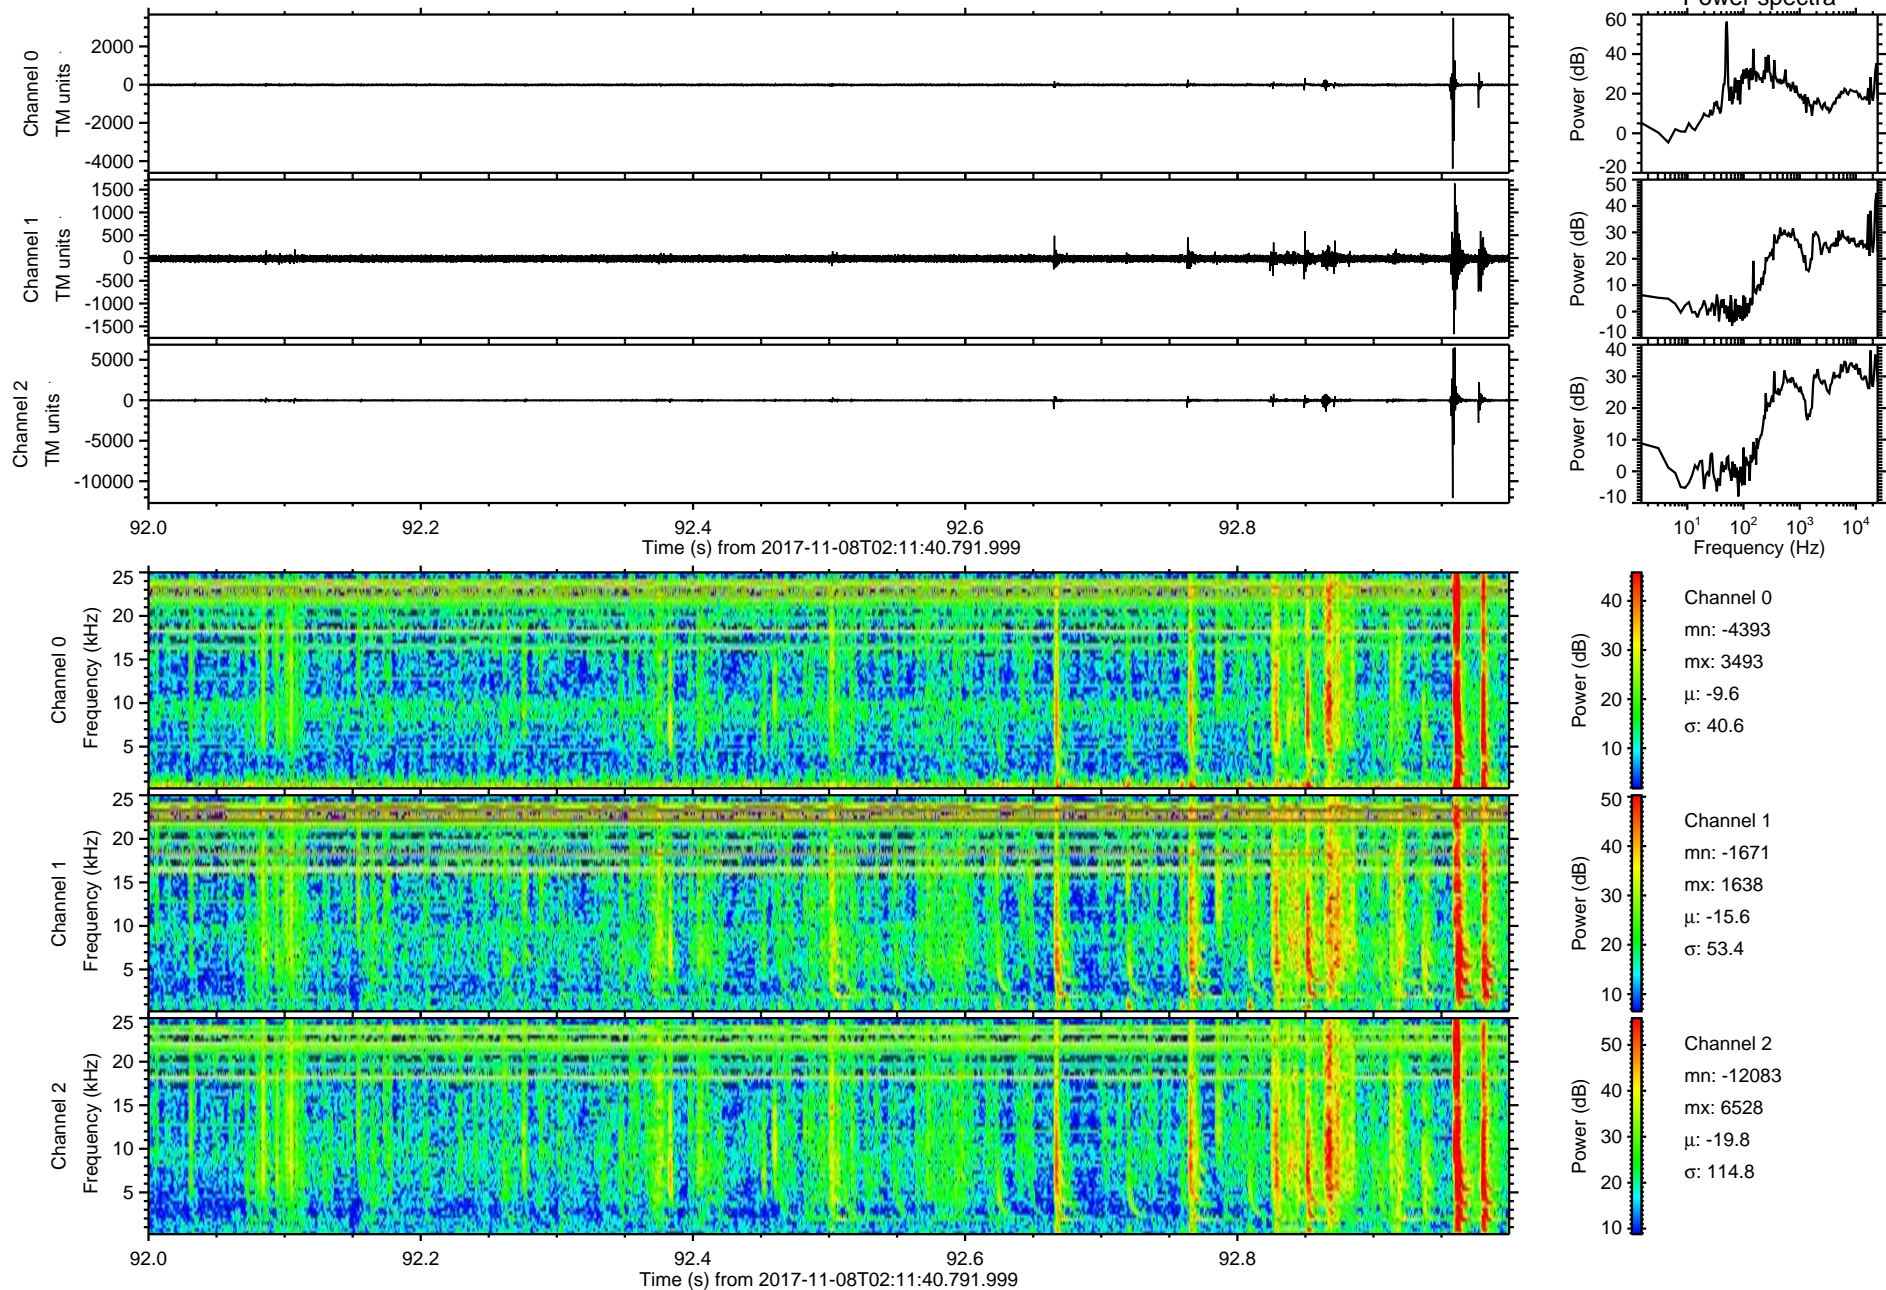 Power spectra
Channel 0
TM units
2000
0
-2000
-4000
Power (dB)
60
40
20
0
-20
Channel 1
TM units
1500
1000
500
0
-500
-1000
-1500
Power (dB)
50
40
30
20
10
0
-10
Channel 2
TM units
5000
0
-5000
-10000
Power (dB)
40
30
20
10
0
-10
92.0 92.2 92.4 92.6 92.8
Time (s) from 2017-11-08T02:11:40.791.999
10^1 10^2 10^3 10^4
Frequency (Hz)
Channel 0
Frequency (kHz)
25
20
15
10
5
Power (dB)
40
30
20
10
Channel 0
mn: -4393
mx: 3493
μ: -9.6
σ: 40.6
Channel 1
Frequency (kHz)
25
20
15
10
5
Power (dB)
50
40
30
20
10
Channel 1
mn: -1671
mx: 1638
μ: -15.6
σ: 53.4
Channel 2
Frequency (kHz)
25
20
15
10
5
Power (dB)
50
40
30
20
10
Channel 2
mn: -12083
mx: 6528
μ: -19.8
σ: 114.8
92.0 92.2 92.4 92.6 92.8
Time (s) from 2017-11-08T02:11:40.791.999